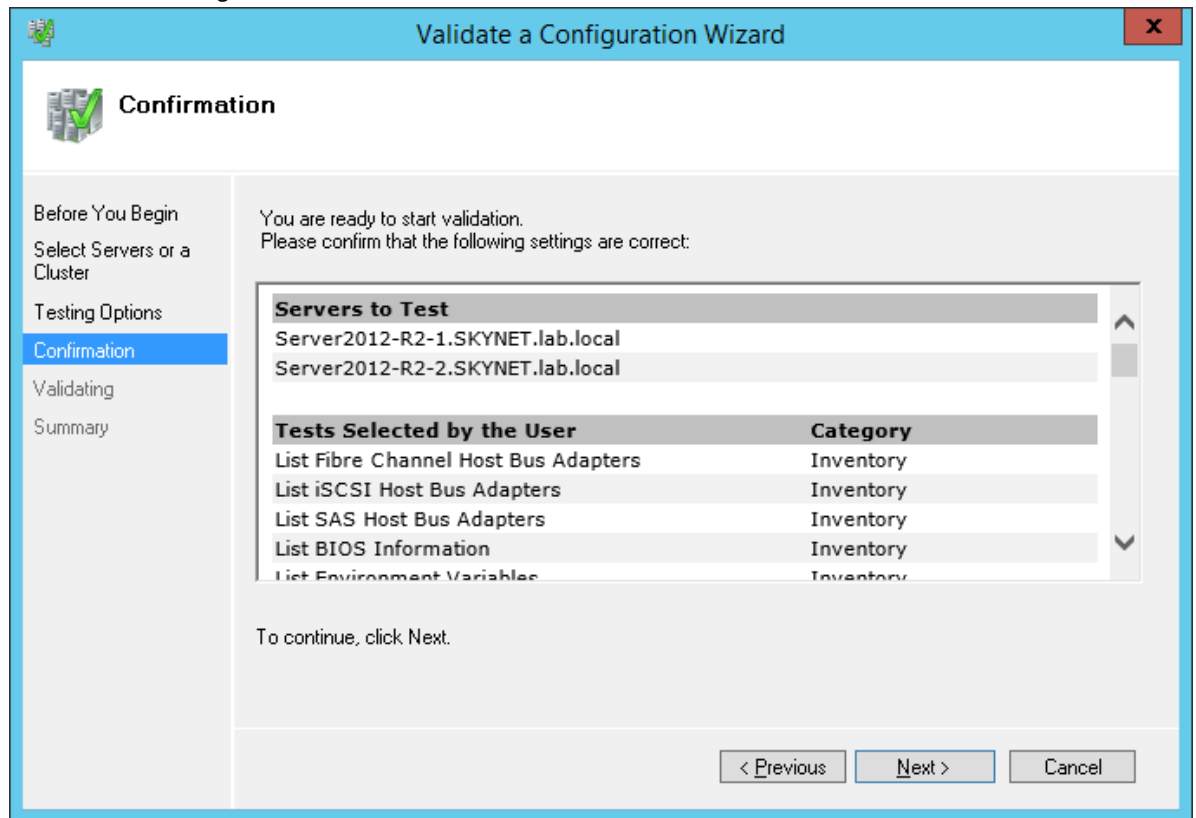 Validate a Configuration Wizard
x
Confirmation
Before You Begin
Select Servers or a
Cluster
Testing Options
Confirmation
Validating
Summary
You are ready to start validation.
Please confirm that the following settings are correct:
Servers to Test
Server2012-R2-1.SKYNET.lab.local
Server2012-R2-2.SKYNET.lab.local
Tests Selected by the User Category
List Fibre Channel Host Bus Adapters Inventory
List iSCSI Host Bus Adapters Inventory
List SAS Host Bus Adapters Inventory
List BIOS Information Inventory
List Environment Variables Inventory
To continue, click Next.
< Previous Next > Cancel